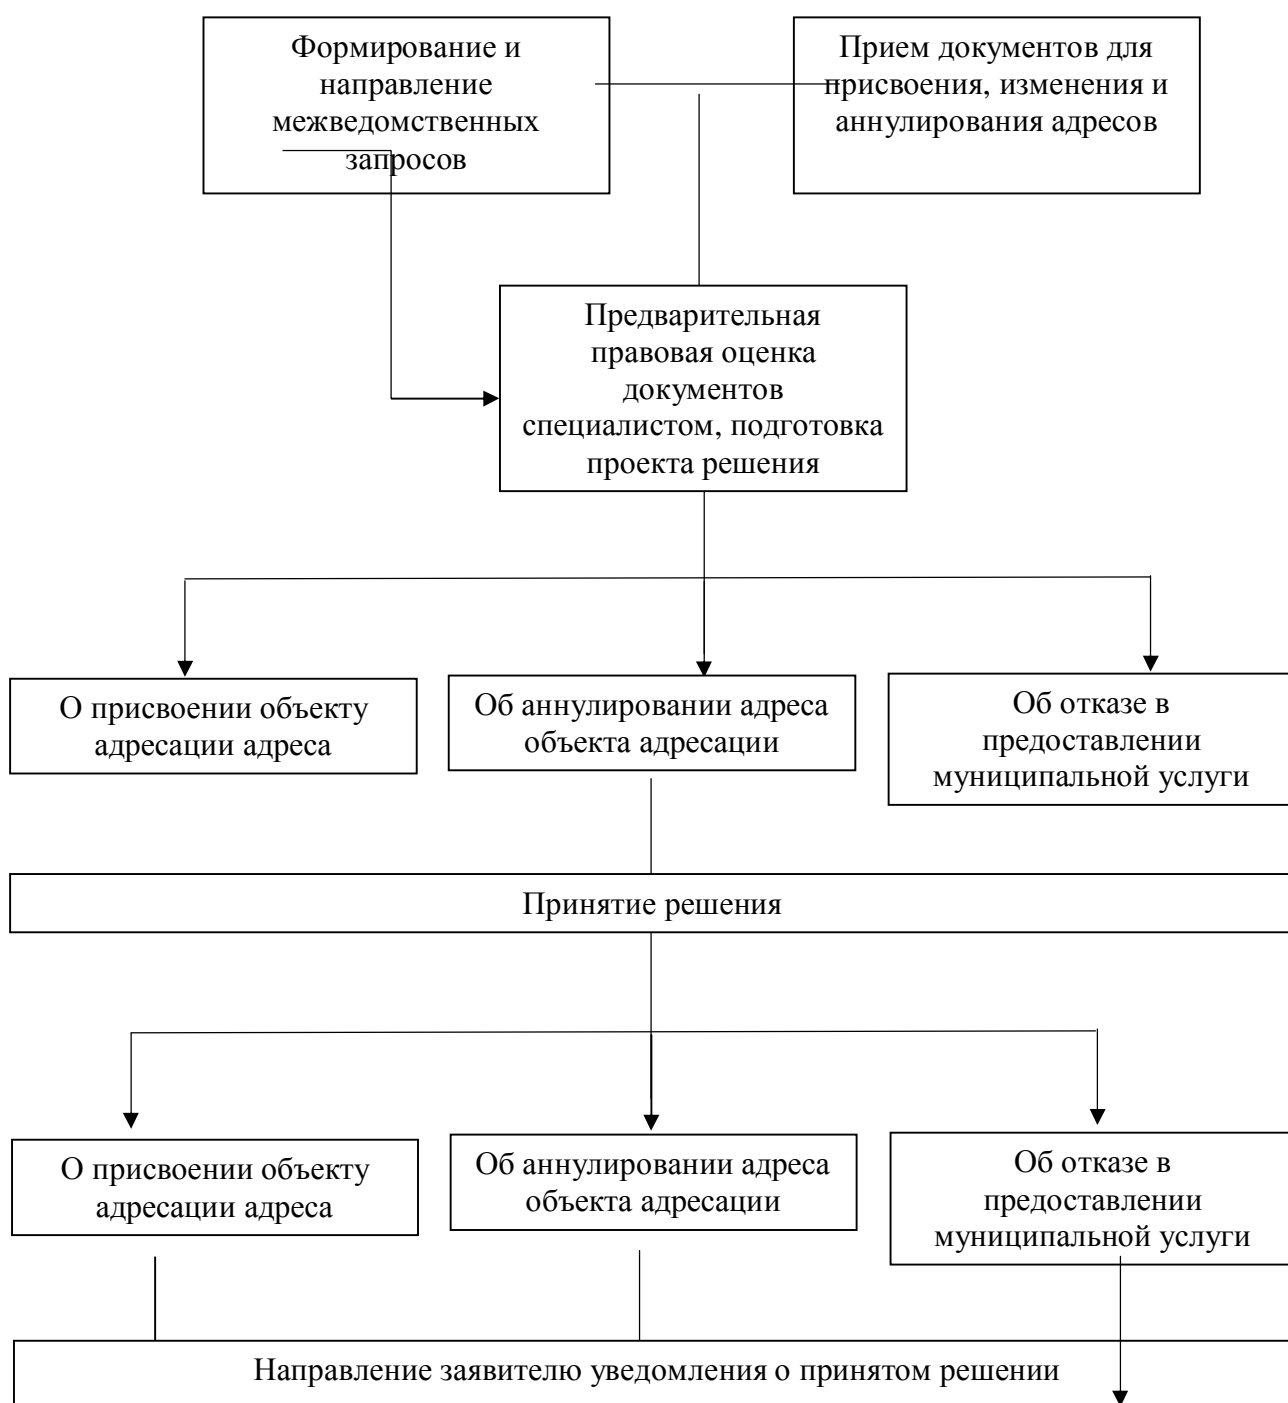 Формирование и
направление
межведомственных
запросов
Прием документов для
присвоения, изменения и
аннулирования адресов
Предварительная
правовая оценка
документов
специалистом, подготовка
проекта решения
О присвоении объекту
адресации адреса
Об аннулировании адреса
объекта адресации
Об отказе в
предоставлении
муниципальной услуги
Принятие решения
О присвоении объекту
адресации адреса
Об аннулировании адреса
объекта адресации
Об отказе в
предоставлении
муниципальной услуги
Направление заявителю уведомления о принятом решении